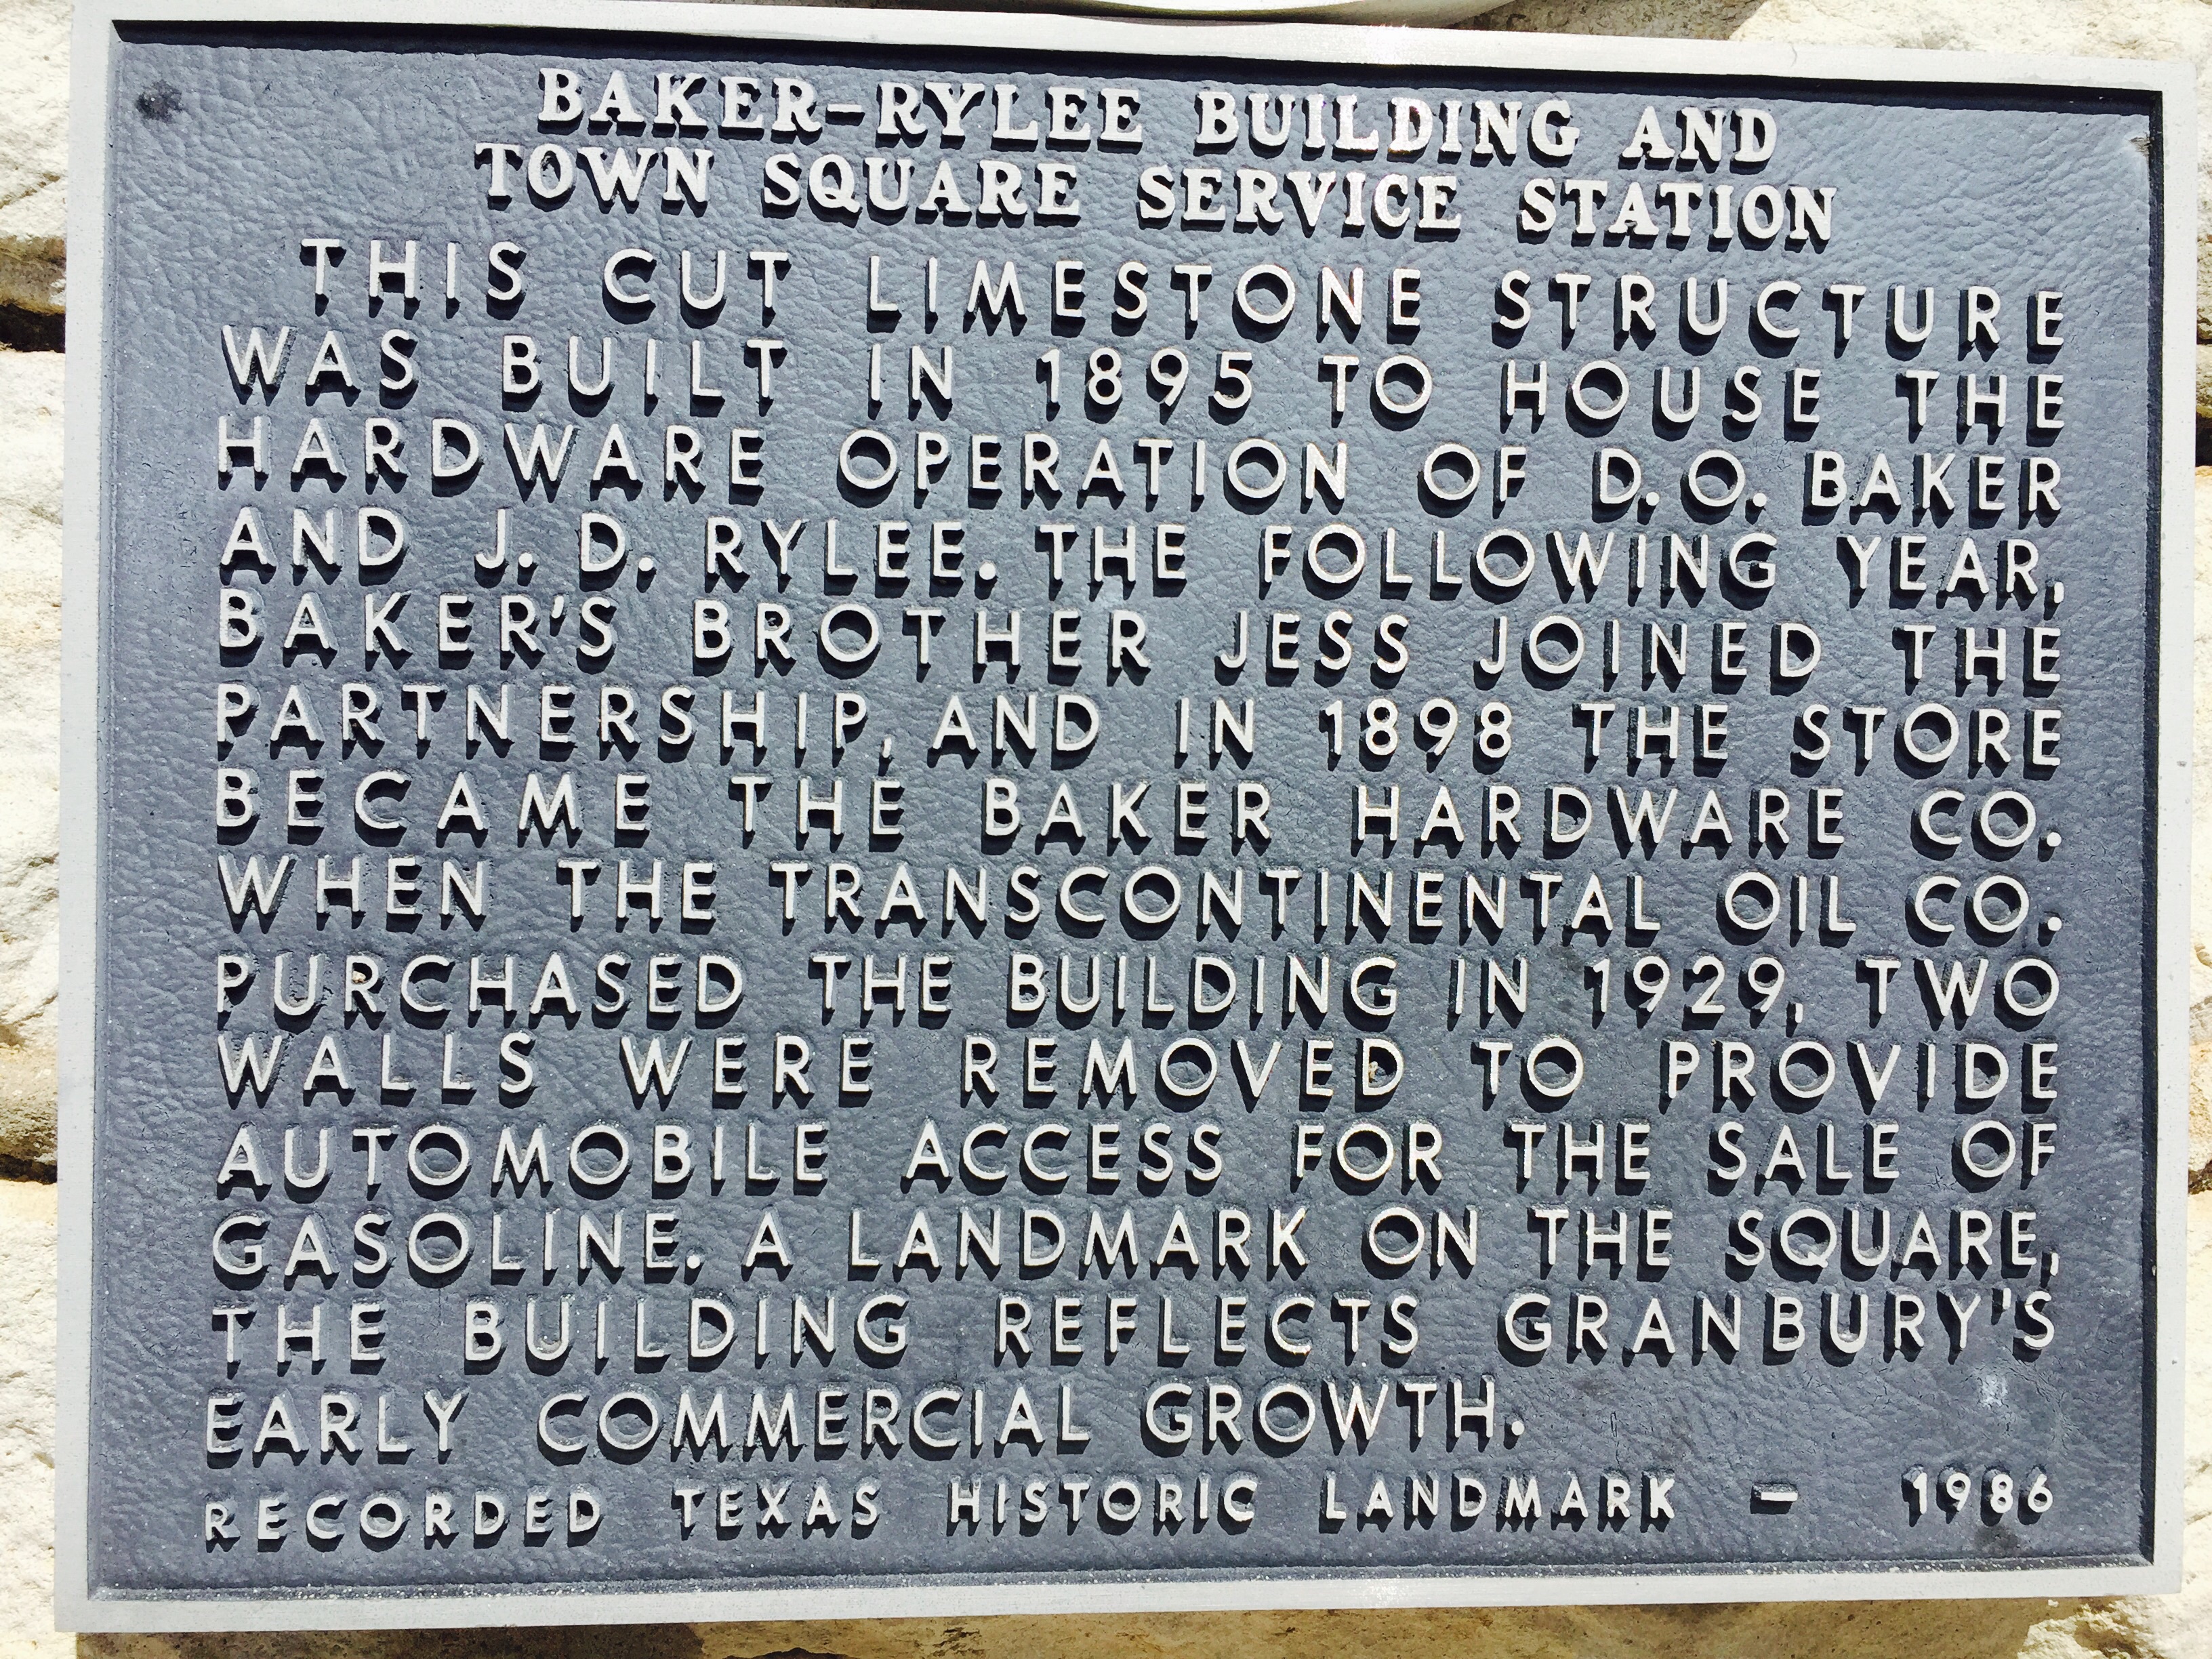 BAKER-RYLEE BUILDING AND
TOWN SQUARE SERVICE STATION
THIS CUT LIMESTONE STRUCTURE
WAS BUILT IN 1895 TO HOUSE THE
HARDWARE OPERATION OF D.O. BAKER
AND J. D. RYLEE. THE FOLLOWING YEAR,
BAKER'S BROTHER JESS JOINED THE
PARTNERSHIP, AND IN 1898 THE STORE
BECAME THE BAKER HARDWARE CO.
WHEN THE TRANSCONTINENTAL OIL CO.
PURCHASED THE BUILDING IN 1929, TWO
WALLS WERE REMOVED TO PROVIDE
AUTOMOBILE ACCESS FOR THE SALE OF
GASOLINE. A LANDMARK ON THE SQUARE,
THE BUILDING REFLECTS GRANBURY'S
EARLY COMMERCIAL GROWTH.
RECORDED TEXAS HISTORIC LANDMARK - 1986